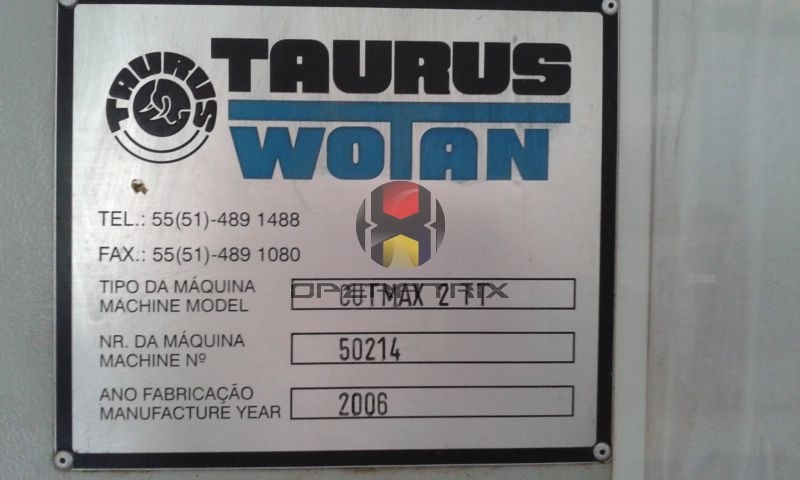 TAURUS
TAURUS
WOTAN
TEL.: 55(51)-489 1488
FAX.: 55(51)-489 1080
TIPO DA MÁQUINA
MACHINE MODEL
CUTMAX 2 TT
OPERMATRIX
NR. DA MÁQUINA
MACHINE Nº
50214
ANO FABRICAÇÃO
MANUFACTURE YEAR
2006